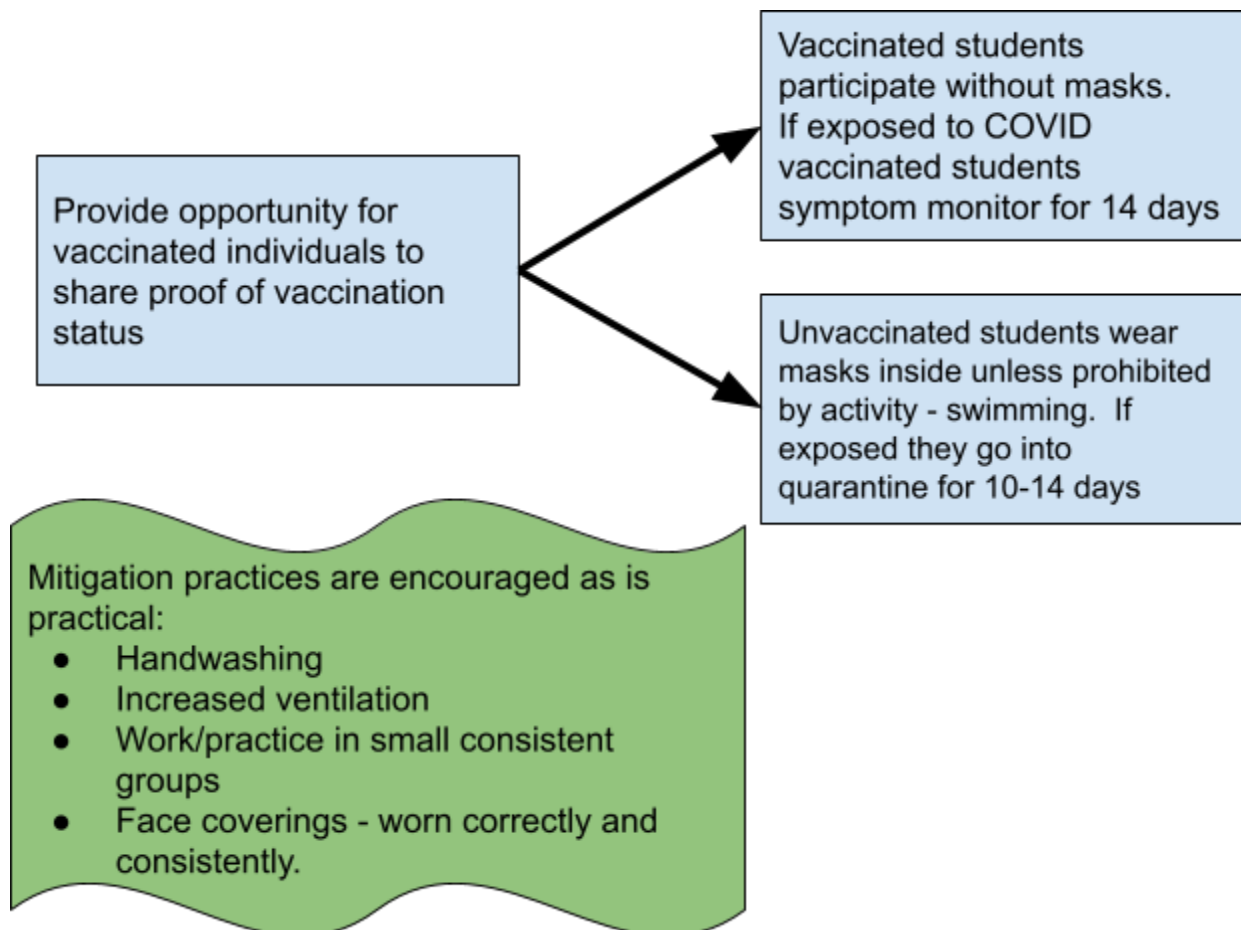 Vaccinated students
participate without masks.
If exposed to COVID
vaccinated students
symptom monitor for 14 days
Provide opportunity for
vaccinated individuals to
share proof of vaccination
status
Unvaccinated students wear
masks inside unless prohibited
by activity - swimming.  If
exposed they go into
quarantine for 10-14 days
Mitigation practices are encouraged as is
practical:
● Handwashing
● Increased ventilation
● Work/practice in small consistent
groups
● Face coverings - worn correctly and
consistently.